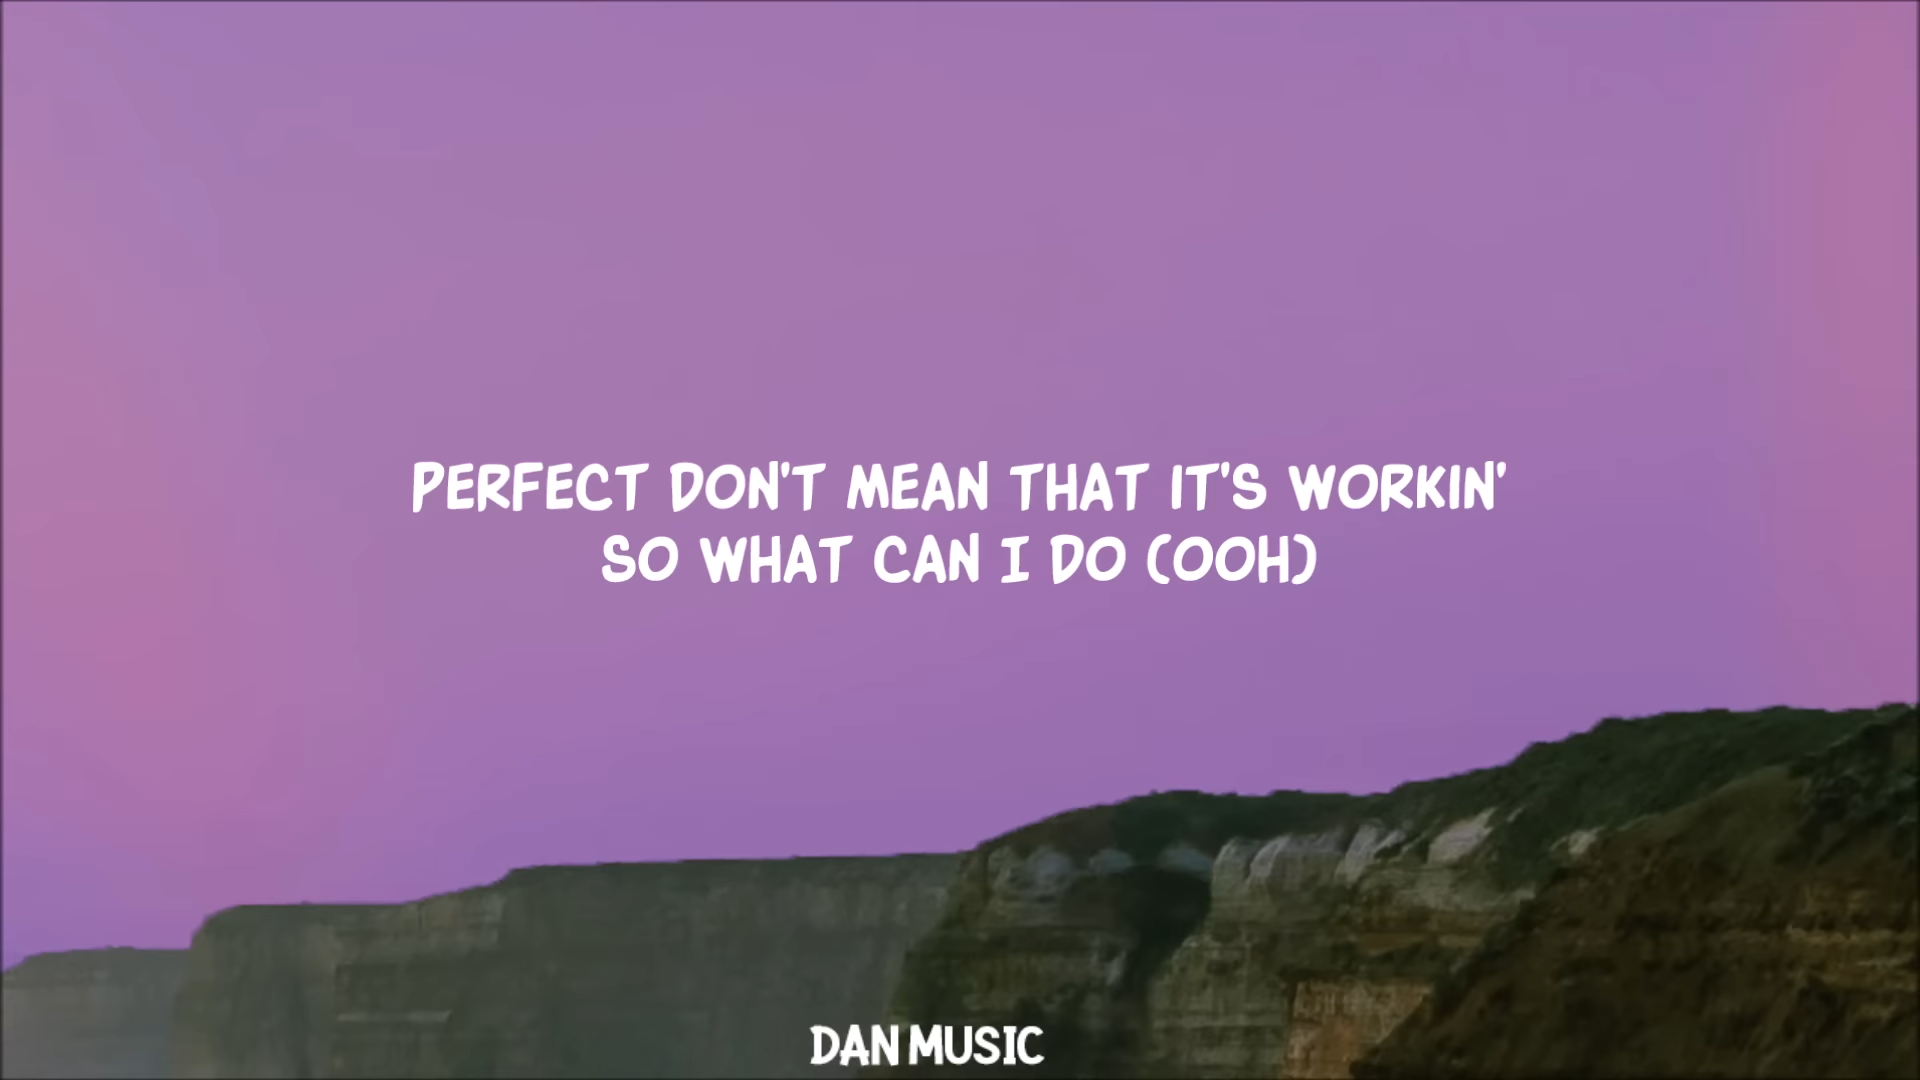 PERFECT DON'T MEAN THAT IT'S WORKIN'
SO WHAT CAN I DO (OOH)
DAN MUSIC